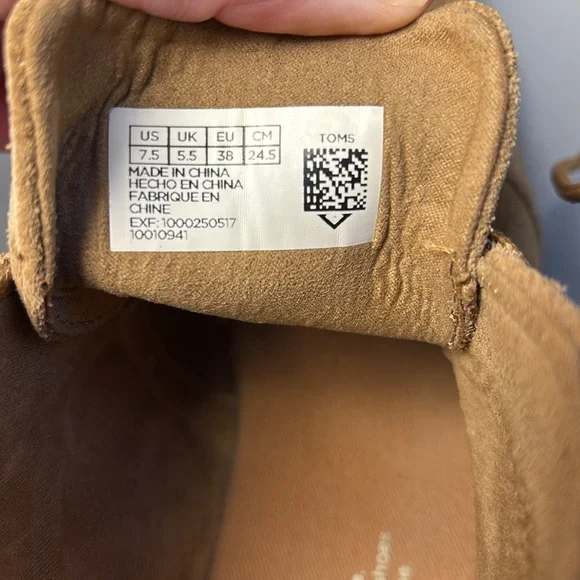 US UK EU CM
7.5 5.5 38 24.5
TOMS
MADE IN CHINA
HECHO EN CHINA
FABRIQUE EN
CHINE
EXF: 1000250517
10010941